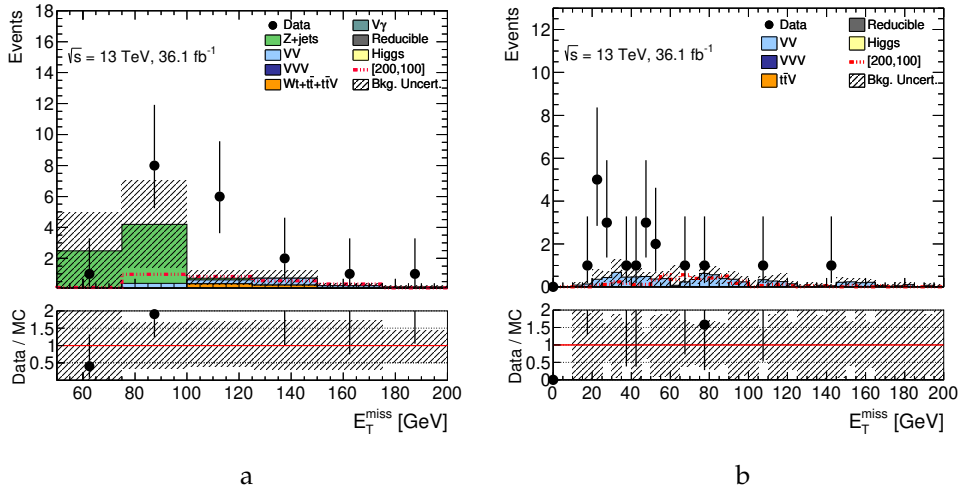 Events
18
16
14
12
10
8
6
4
2
√s = 13 TeV, 36.1 fb⁻¹
Data
Z+jets
VV
VVV
Wt+tt̄+tt̄V
Vγ
Reducible
Higgs
[200,100]
Bkg. Uncert.
Data / MC
2
1.5
1
0.5
60 80 100 120 140 160 180 200
E_T^miss [GeV]
a
Events
12
10
8
6
4
2
0
√s = 13 TeV, 36.1 fb⁻¹
Data
VV
VVV
tt̄V
Reducible
Higgs
[200,100]
Bkg. Uncert.
Data / MC
2
1.5
1
0.5
0
0 20 40 60 80 100 120 140 160 180 200
E_T^miss [GeV]
b